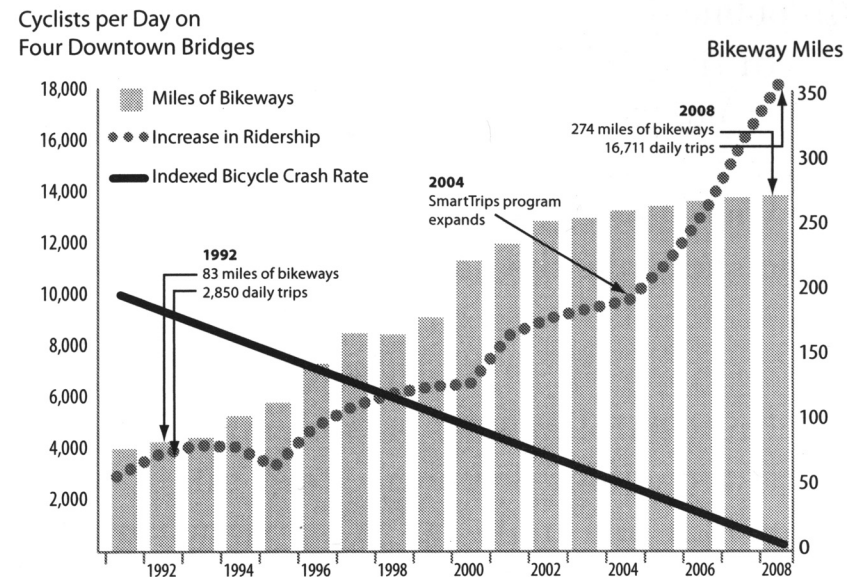 Cyclists per Day on
Four Downtown Bridges
Bikeway Miles
18,000
16,000
14,000
12,000
10,000
8,000
6,000
4,000
2,000
Miles of Bikeways
Increase in Ridership
Indexed Bicycle Crash Rate
1992
83 miles of bikeways
2,850 daily trips
2004
SmartTrips program
expands
2008
274 miles of bikeways
16,711 daily trips
350
300
250
200
150
100
50
0
1992
1994
1996
1998
2000
2002
2004
2006
2008